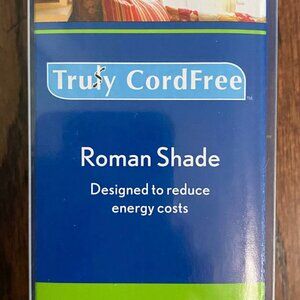 Truly CordFree
Roman Shade
Designed to reduce
energy costs